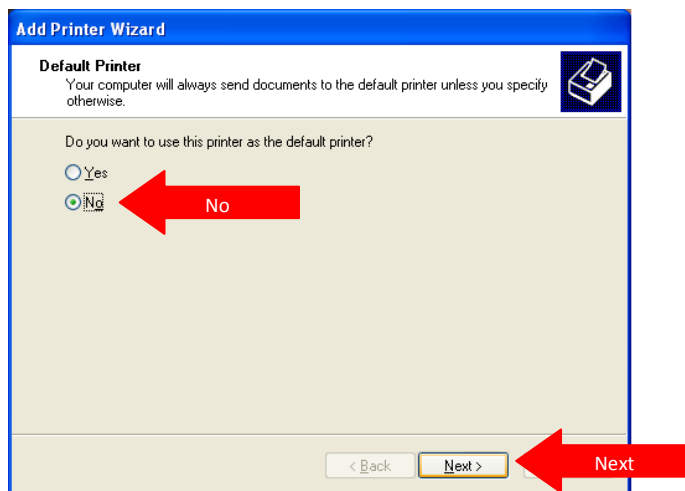 Add Printer Wizard
Default Printer
Your computer will always send documents to the default printer unless you specify
otherwise.
Do you want to use this printer as the default printer?
Yes
No
No
< Back
Next >
Next